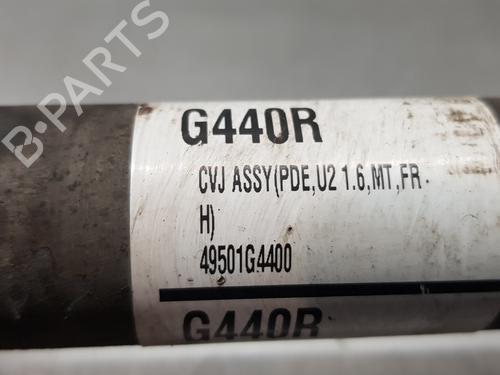 G440R
CVJ ASSY(PDE,U2 1.6,MT,FR
H)
49501G4400
G440R
B-PARTS